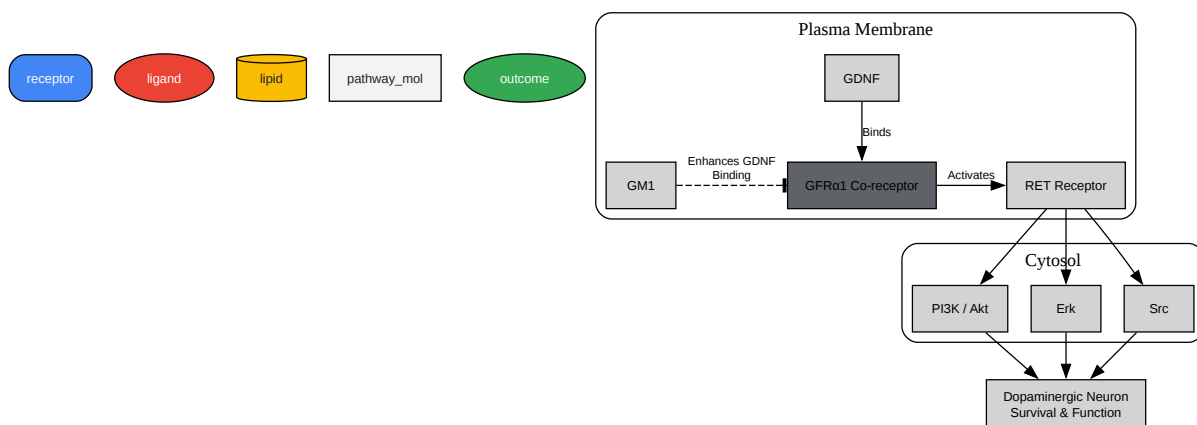 Plasma Membrane
receptor
ligand
lipid
pathway_mol
outcome
GDNF
Binds
GM1
Enhances GDNF
Binding
GFRα1 Co-receptor
Activates
RET Receptor
Cytosol
PI3K / Akt
Erk
Src
Dopaminergic Neuron
Survival & Function